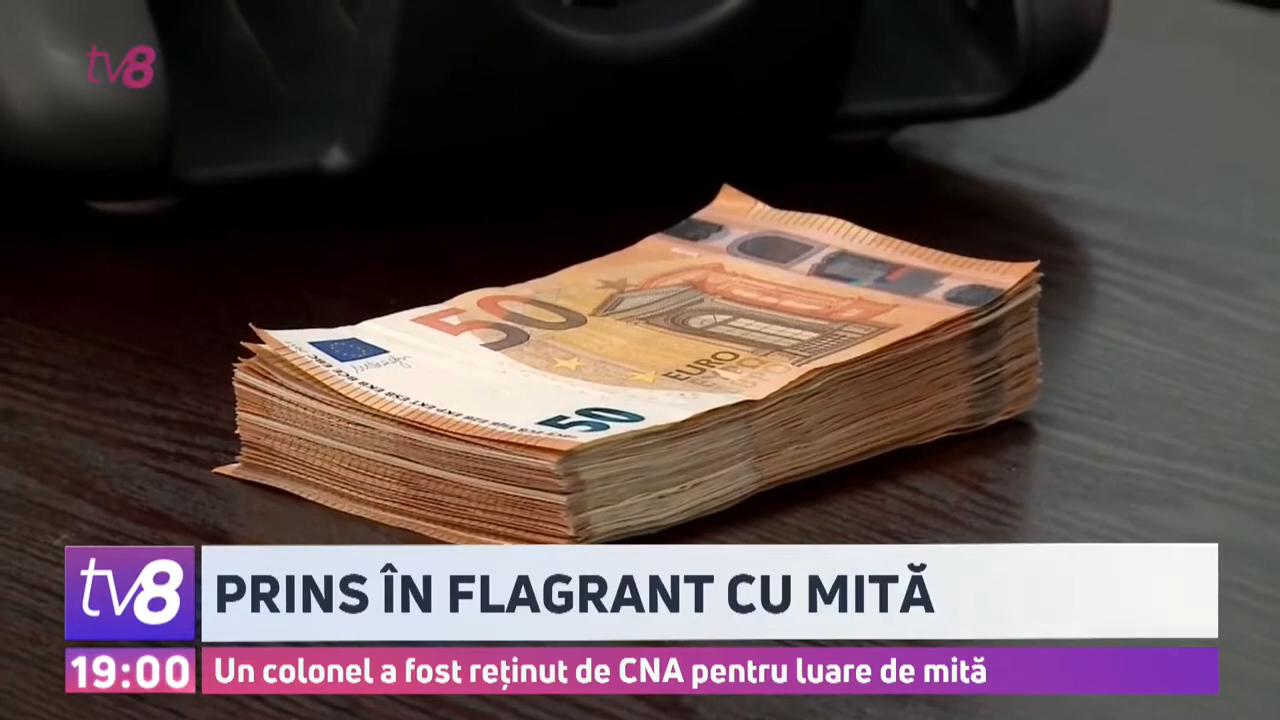 tv8
50
EURO
50
tv8
PRINS ÎN FLAGRANT CU MITĂ
19:00
Un colonel a fost reținut de CNA pentru luare de mită